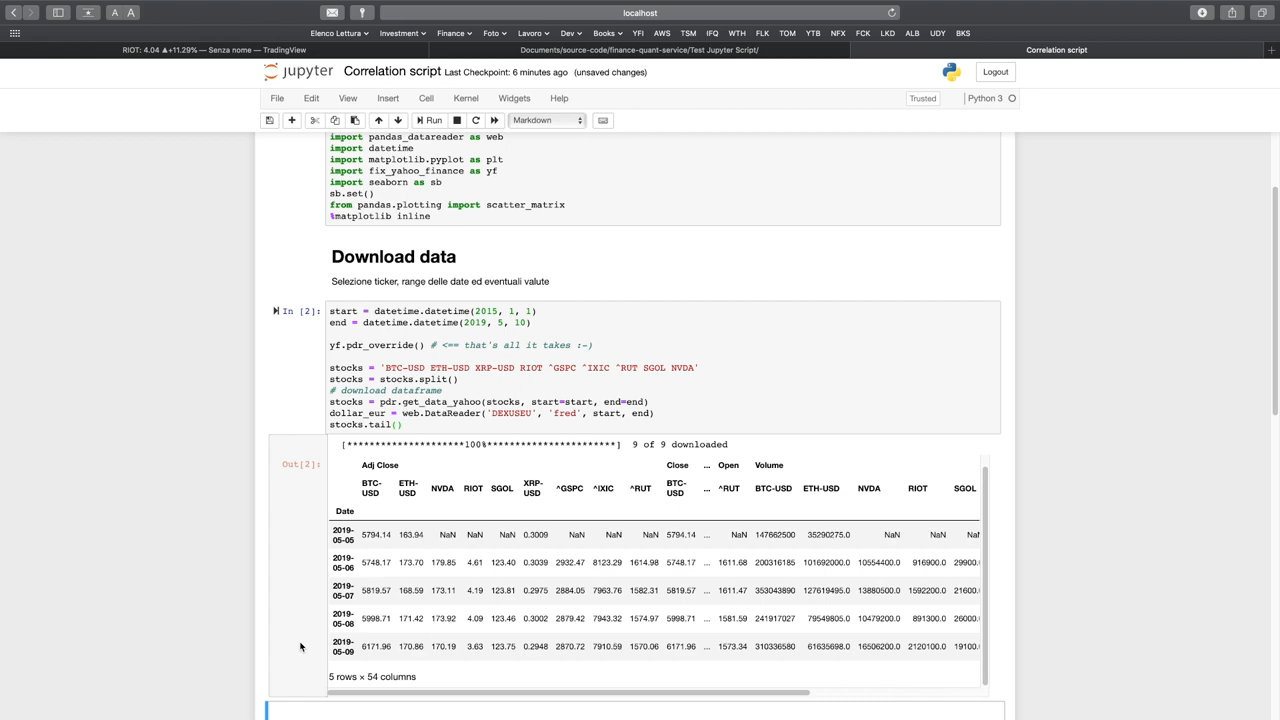 A A
localhost
Elenco Lettura Investment Finance Foto Lavoro Dev Books YFI AWS TSM IFQ WTH FLK TOM YTB NFX FCK LKD ALB UDY BKS
RIOT: 4.04 ▲+11.29% — Senza nome — TradingView
Documents/source-code/finance-quant-service/Test Jupyter Script/
Correlation script
+
jupyter Correlation script Last Checkpoint: 6 minutes ago (unsaved changes) Logout
File Edit View Insert Cell Kernel Widgets Help Trusted Python 3
Run Markdown
import pandas_datareader as web
import datetime
import matplotlib.pyplot as plt
import fix_yahoo_finance as yf
import seaborn as sb
sb.set()
from pandas.plotting import scatter_matrix
%matplotlib inline
Download data
Selezione ticker, range delle date ed eventuali valute
In [2]: start = datetime.datetime(2015, 1, 1)
end = datetime.datetime(2019, 5, 10)
yf.pdr_override() # <== that's all it takes :-)
stocks = 'BTC-USD ETH-USD XRP-USD RIOT ^GSPC ^IXIC ^RUT SGOL NVDA'
stocks = stocks.split()
# download dataframe
stocks = pdr.get_data_yahoo(stocks, start=start, end=end)
dollar_eur = web.DataReader('DEXUSEU', 'fred', start, end)
stocks.tail()
[*********************100%***********************] 9 of 9 downloaded
Out[2]:
Adj Close Close ... Open Volume
BTC-USD ETH-USD NVDA RIOT SGOL XRP-USD ^GSPC ^IXIC ^RUT BTC-USD ... ^RUT BTC-USD ETH-USD NVDA RIOT SGOL
Date
2019-05-05 5794.14 163.94 NaN NaN NaN 0.3009 NaN NaN NaN 5794.14 ... NaN 147662500 35290275.0 NaN NaN NaN
2019-05-06 5748.17 173.70 179.85 4.61 123.40 0.3039 2932.47 8123.29 1614.98 5748.17 ... 1611.68 200316185 101692000.0 10554400.0 916900.0 29900.
2019-05-07 5819.57 168.59 173.11 4.19 123.81 0.2975 2884.05 7963.76 1582.31 5819.57 ... 1611.47 353043890 127619495.0 13880500.0 1592200.0 21600.
2019-05-08 5998.71 171.42 173.92 4.09 123.46 0.3002 2879.42 7943.32 1574.97 5998.71 ... 1581.59 241917027 79549805.0 10479200.0 891300.0 26000.
2019-05-09 6171.96 170.86 170.19 3.63 123.75 0.2948 2870.72 7910.59 1570.06 6171.96 ... 1573.34 310336580 61635698.0 16506200.0 2120100.0 19100.
5 rows × 54 columns